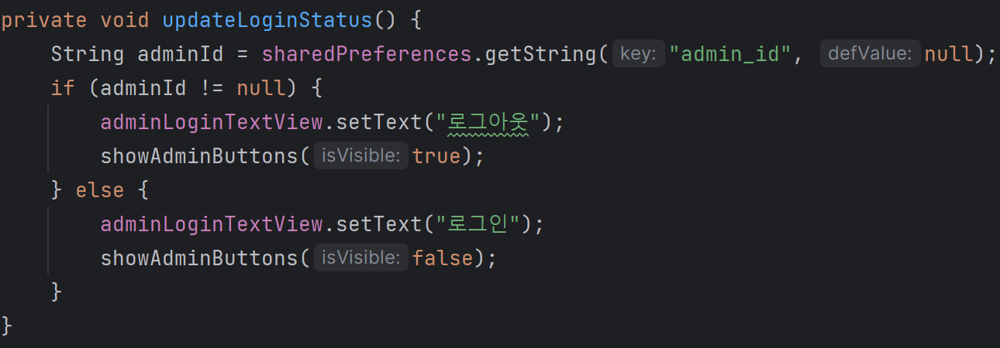 private void updateLoginStatus() {
String adminId = sharedPreferences.getString( key: "admin_id", defValue: null);
if (adminId != null) {
adminLoginTextView.setText("로그아웃");
showAdminButtons( isVisible: true);
} else {
adminLoginTextView.setText("로그인");
showAdminButtons( isVisible: false);
}
}